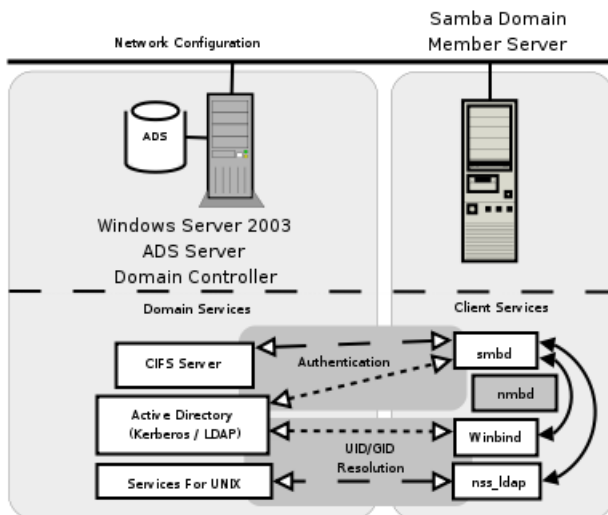 Samba Domain
Member Server
Network Configuration
ADS
Windows Server 2003
ADS Server
Domain Controller
Domain Services
Client Services
CIFS Server
Authentication
smbd
nmbd
Active Directory
(Kerberos / LDAP)
Winbind
UID/GID
Resolution
Services For UNIX
nss_ldap